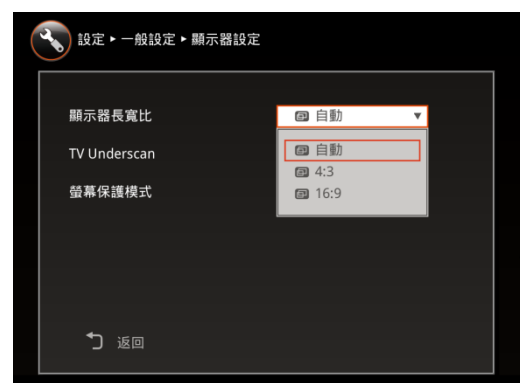 設定 ▸ 一般設定 ▸ 顯示器設定
顯示器長寬比
自動
TV Underscan
自動
4:3
螢幕保護模式
16:9
返回